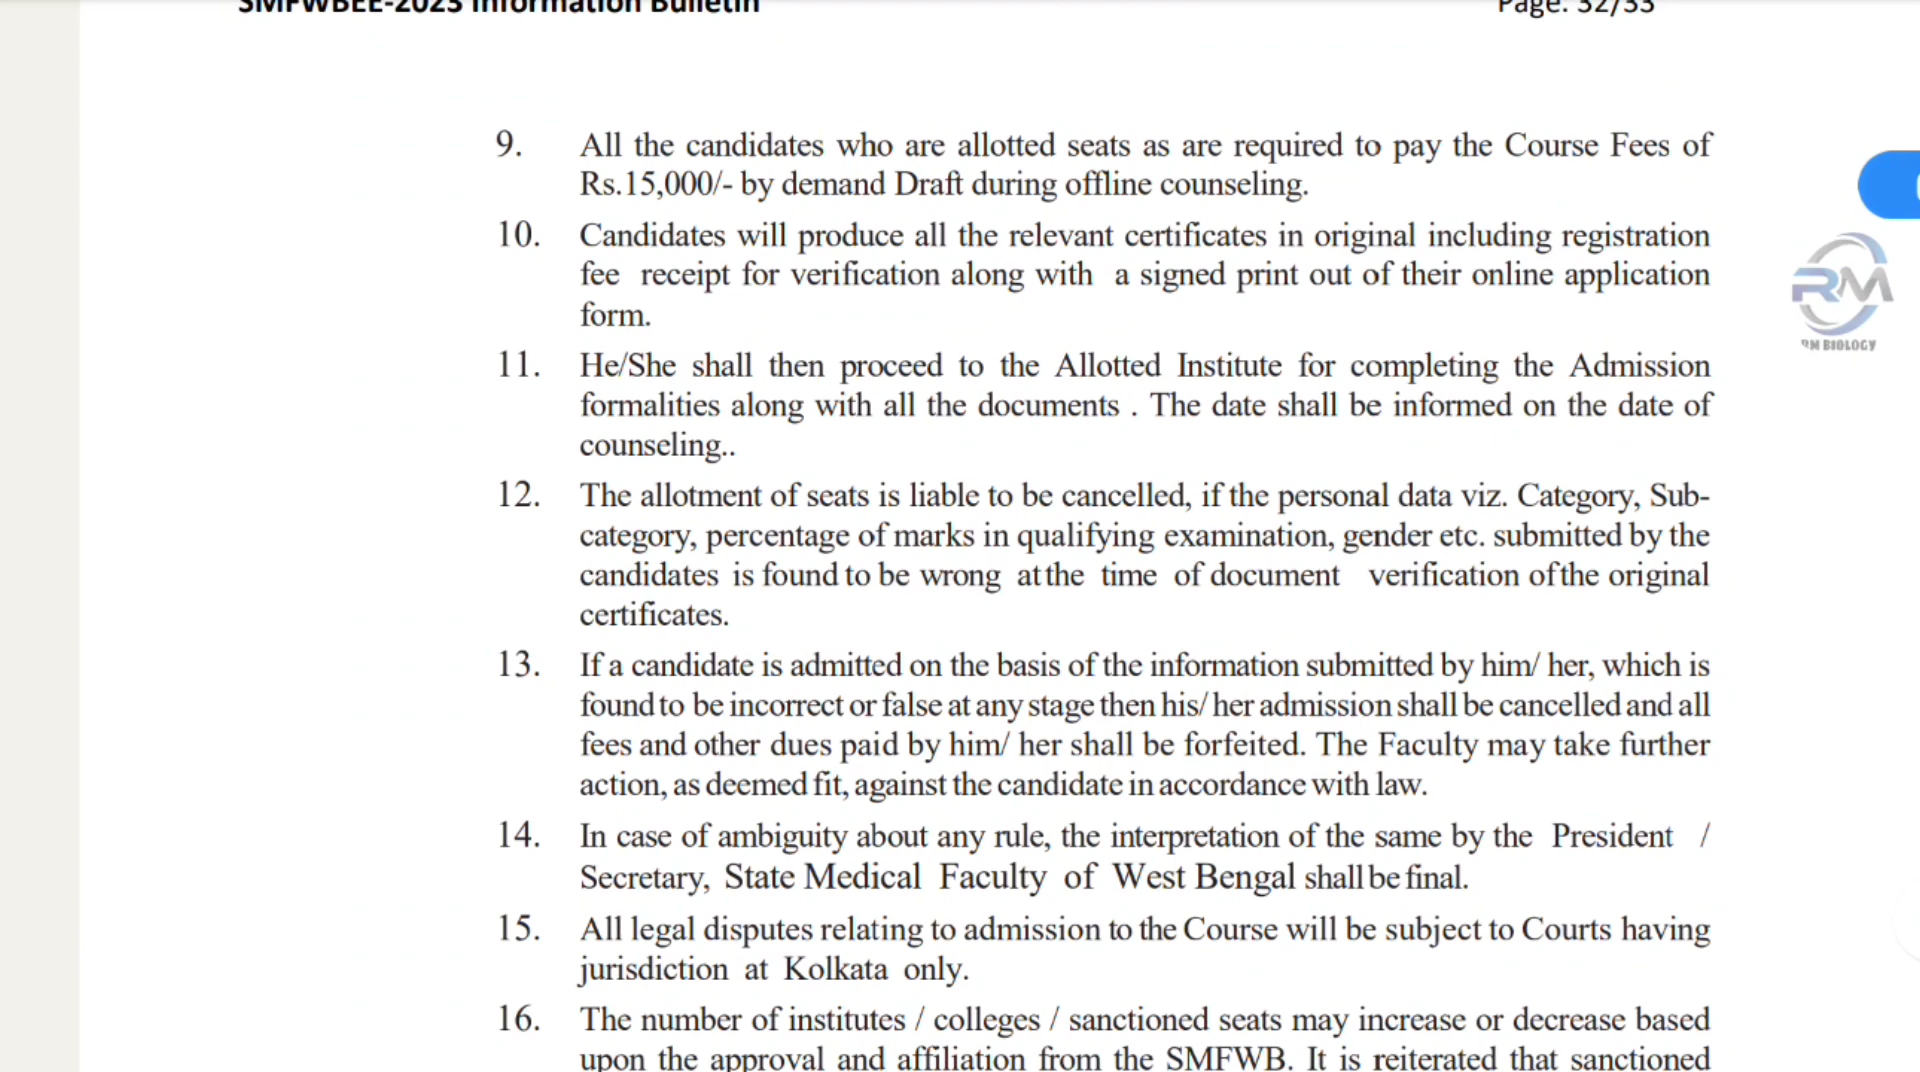 SMFWBEE-2023 Information Bulletin Page: 32/33
9. All the candidates who are allotted seats as are required to pay the Course Fees of
Rs.15,000/- by demand Draft during offline counseling.
10. Candidates will produce all the relevant certificates in original including registration
fee receipt for verification along with a signed print out of their online application
form.
11. He/She shall then proceed to the Allotted Institute for completing the Admission
formalities along with all the documents . The date shall be informed on the date of
counseling..
12. The allotment of seats is liable to be cancelled, if the personal data viz. Category, Sub-
category, percentage of marks in qualifying examination, gender etc. submitted by the
candidates is found to be wrong at the time of document verification of the original
certificates.
13. If a candidate is admitted on the basis of the information submitted by him/ her, which is
found to be incorrect or false at any stage then his/ her admission shall be cancelled and all
fees and other dues paid by him/ her shall be forfeited. The Faculty may take further
action, as deemed fit, against the candidate in accordance with law.
14. In case of ambiguity about any rule, the interpretation of the same by the President /
Secretary, State Medical Faculty of West Bengal shall be final.
15. All legal disputes relating to admission to the Course will be subject to Courts having
jurisdiction at Kolkata only.
16. The number of institutes / colleges / sanctioned seats may increase or decrease based
upon the approval and affiliation from the SMFWB. It is reiterated that sanctioned
RM
RM BIOLOGY